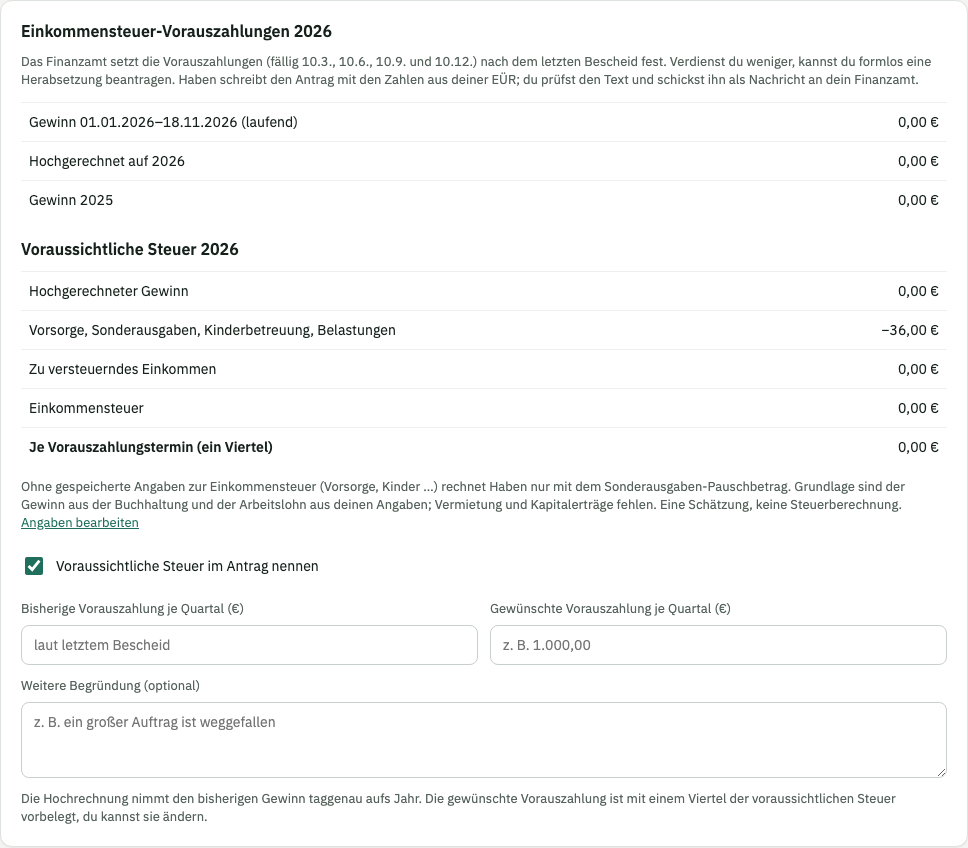 Einkommensteuer-Vorauszahlungen 2026
Das Finanzamt setzt die Vorauszahlungen (fällig 10.3., 10.6., 10.9. und 10.12.) nach dem letzten Bescheid fest. Verdienst du weniger, kannst du formlos eine
Herabsetzung beantragen. Haben schreibt den Antrag mit den Zahlen aus deiner EÜR; du prüfst den Text und schickst ihn als Nachricht an dein Finanzamt.
Gewinn 01.01.2026–18.11.2026 (laufend) 0,00 €
Hochgerechnet auf 2026 0,00 €
Gewinn 2025 0,00 €
Voraussichtliche Steuer 2026
Hochgerechneter Gewinn 0,00 €
Vorsorge, Sonderausgaben, Kinderbetreuung, Belastungen −36,00 €
Zu versteuerndes Einkommen 0,00 €
Einkommensteuer 0,00 €
Je Vorauszahlungstermin (ein Viertel) 0,00 €
Ohne gespeicherte Angaben zur Einkommensteuer (Vorsorge, Kinder …) rechnet Haben nur mit dem Sonderausgaben-Pauschbetrag. Grundlage sind der
Gewinn aus der Buchhaltung und der Arbeitslohn aus deinen Angaben; Vermietung und Kapitalerträge fehlen. Eine Schätzung, keine Steuerberechnung.
Angaben bearbeiten
Voraussichtliche Steuer im Antrag nennen
Bisherige Vorauszahlung je Quartal (€) Gewünschte Vorauszahlung je Quartal (€)
laut letztem Bescheid z. B. 1.000,00
Weitere Begründung (optional)
z. B. ein großer Auftrag ist weggefallen
Die Hochrechnung nimmt den bisherigen Gewinn taggenau aufs Jahr. Die gewünschte Vorauszahlung ist mit einem Viertel der voraussichtlichen Steuer
vorbelegt, du kannst sie ändern.